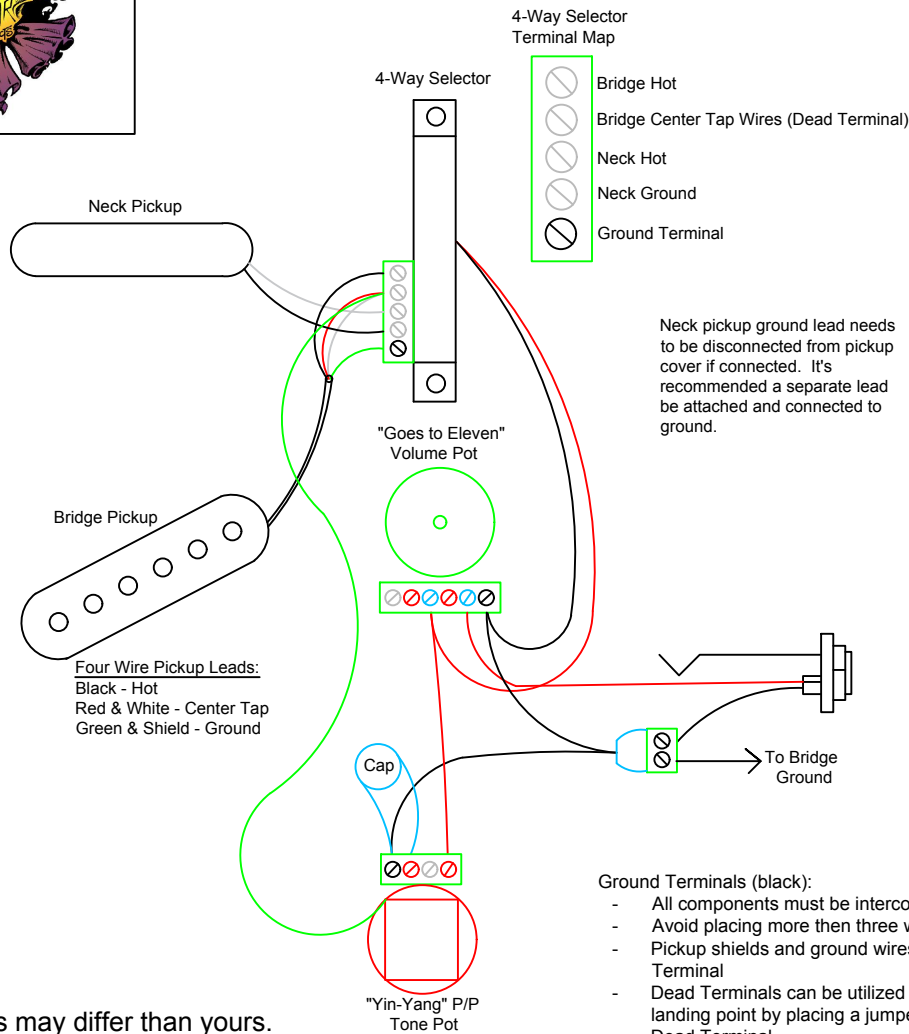 4-Way Selector
Terminal Map
4-Way Selector
Bridge Hot
Bridge Center Tap Wires (Dead Terminal)
Neck Hot
Neck Ground
Ground Terminal
Neck Pickup
Neck pickup ground lead needs
to be disconnected from pickup
cover if connected. It's
recommended a separate lead
be attached and connected to
ground.
"Goes to Eleven"
Volume Pot
Bridge Pickup
Four Wire Pickup Leads:
Black - Hot
Red & White - Center Tap
Green & Shield - Ground
Cap
To Bridge
Ground
Ground Terminals (black):
- All components must be interco
- Avoid placing more then three w
- Pickup shields and ground wires
Terminal
- Dead Terminals can be utilized
landing point by placing a jumpe
Dead Terminal
"Yin-Yang" P/P
Tone Pot
s may differ than yours.